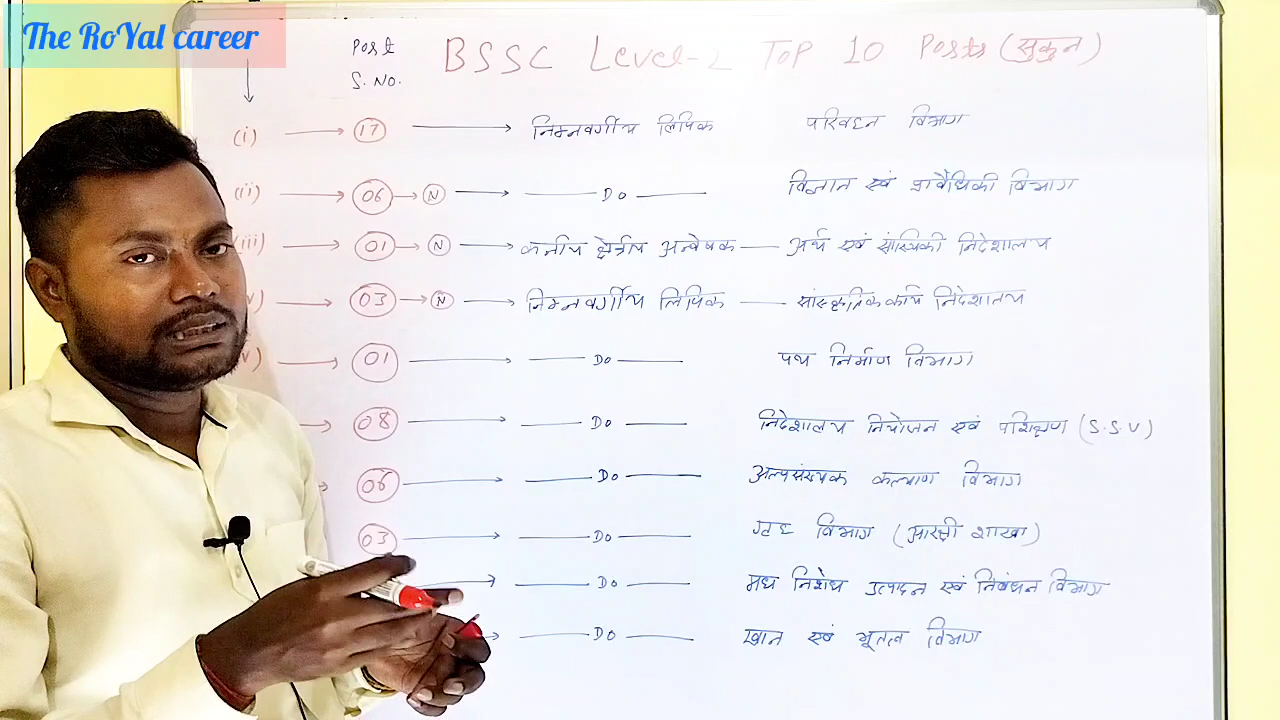 The RoYal career
Post S. No.
BSSC Level-2 Top 10 Posts (सुकुन)
(i) 17 निम्नवर्गीय लिपिक परिवहन विभाग
(ii) 06 N Do विज्ञान एवं प्रावैधिकी विभाग
(iii) 01 N कनीय क्षेत्रीय अन्वेषक अर्थ एवं सांख्यिकी निदेशालय
03 N निम्नवर्गीय लिपिक सांस्कृतिक कार्य निदेशालय
01 Do पथ निर्माण विभाग
08 Do निदेशालय नियोजन एवं प्रशिक्षण (S.S.V)
06 Do अल्पसंख्यक कल्याण विभाग
03 Do गृह विभाग (आरक्षी शाखा)
Do मध निशेध उत्पादन एवं निबंधन विभाग
Do खान एवं भूतत्व विभाग